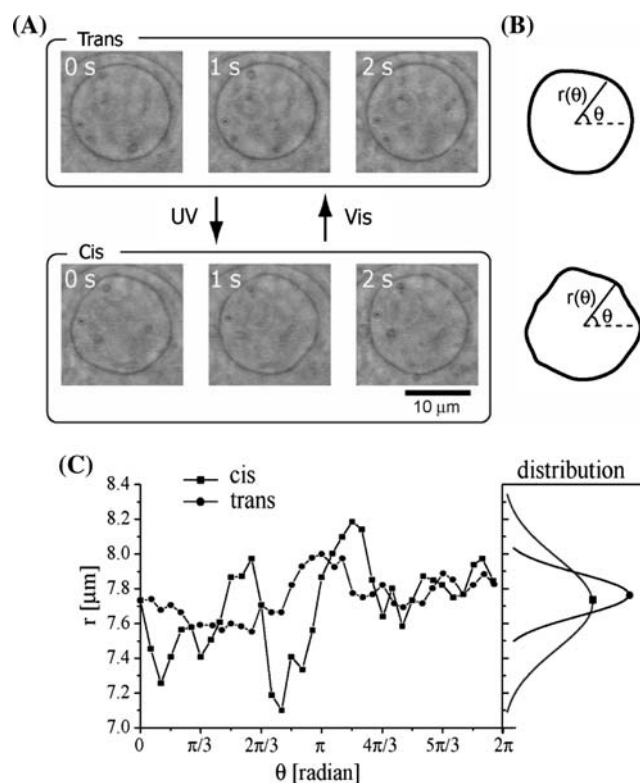 (A)
Trans
0 s 1 s 2 s
UV Vis
Cis
0 s 1 s 2 s
10 μm
(B)
r(θ)
θ
r(θ)
θ
(C)
cis
trans
distribution
r [μm]
8.4
8.2
8.0
7.8
7.6
7.4
7.2
7.0
0 π/3 2π/3 π 4π/3 5π/3 2π
θ [radian]